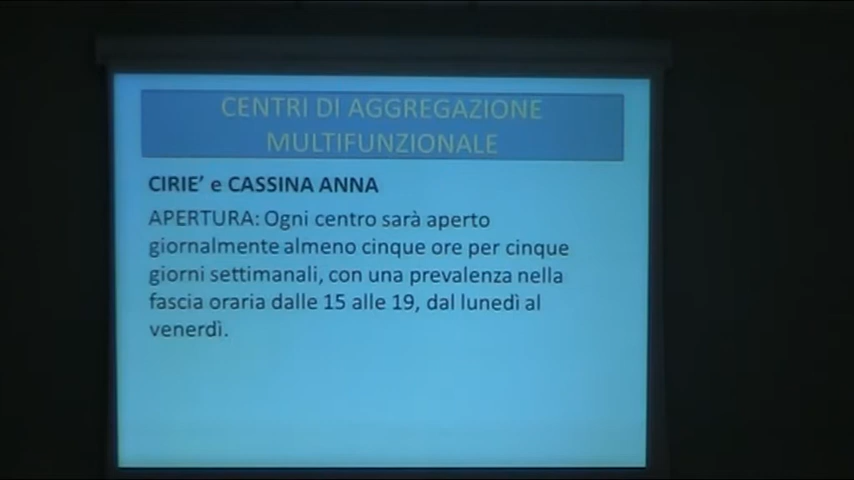 CENTRI DI AGGREGAZIONE
MULTIFUNZIONALE
CIRIE' e CASSINA ANNA
APERTURA: Ogni centro sarà aperto
giornalmente almeno cinque ore per cinque
giorni settimanali, con una prevalenza nella
fascia oraria dalle 15 alle 19, dal lunedì al
venerdì.